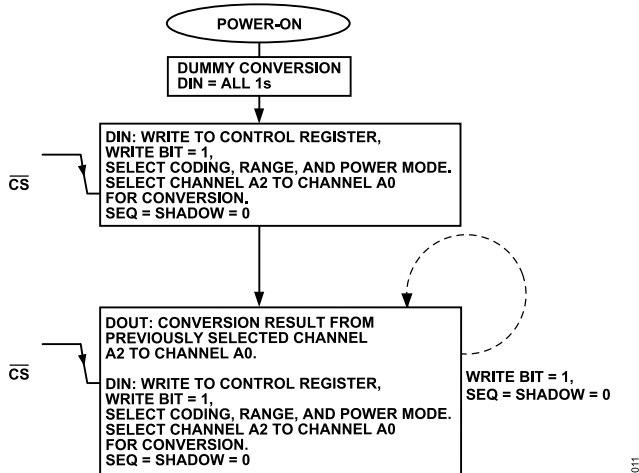 POWER-ON
DUMMY CONVERSION
DIN = ALL 1s
DIN: WRITE TO CONTROL REGISTER,
WRITE BIT = 1,
SELECT CODING, RANGE, AND POWER MODE.
SELECT CHANNEL A2 TO CHANNEL A0
FOR CONVERSION.
SEQ = SHADOW = 0
CS
DOUT: CONVERSION RESULT FROM
PREVIOUSLY SELECTED CHANNEL
A2 TO CHANNEL A0.
CS
DIN: WRITE TO CONTROL REGISTER,
WRITE BIT = 1,
SELECT CODING, RANGE, AND POWER MODE.
SELECT CHANNEL A2 TO CHANNEL A0
FOR CONVERSION.
SEQ = SHADOW = 0
WRITE BIT = 1,
SEQ = SHADOW = 0
011